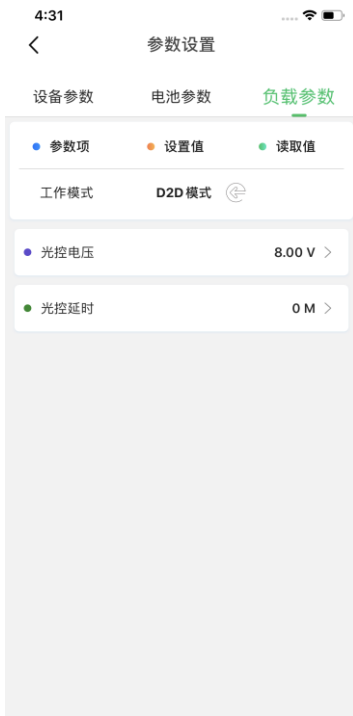 4:31
参数设置
设备参数 电池参数 负载参数
参数项 设置值 读取值
工作模式 D2D模式
光控电压 8.00 V
光控延时 0 M